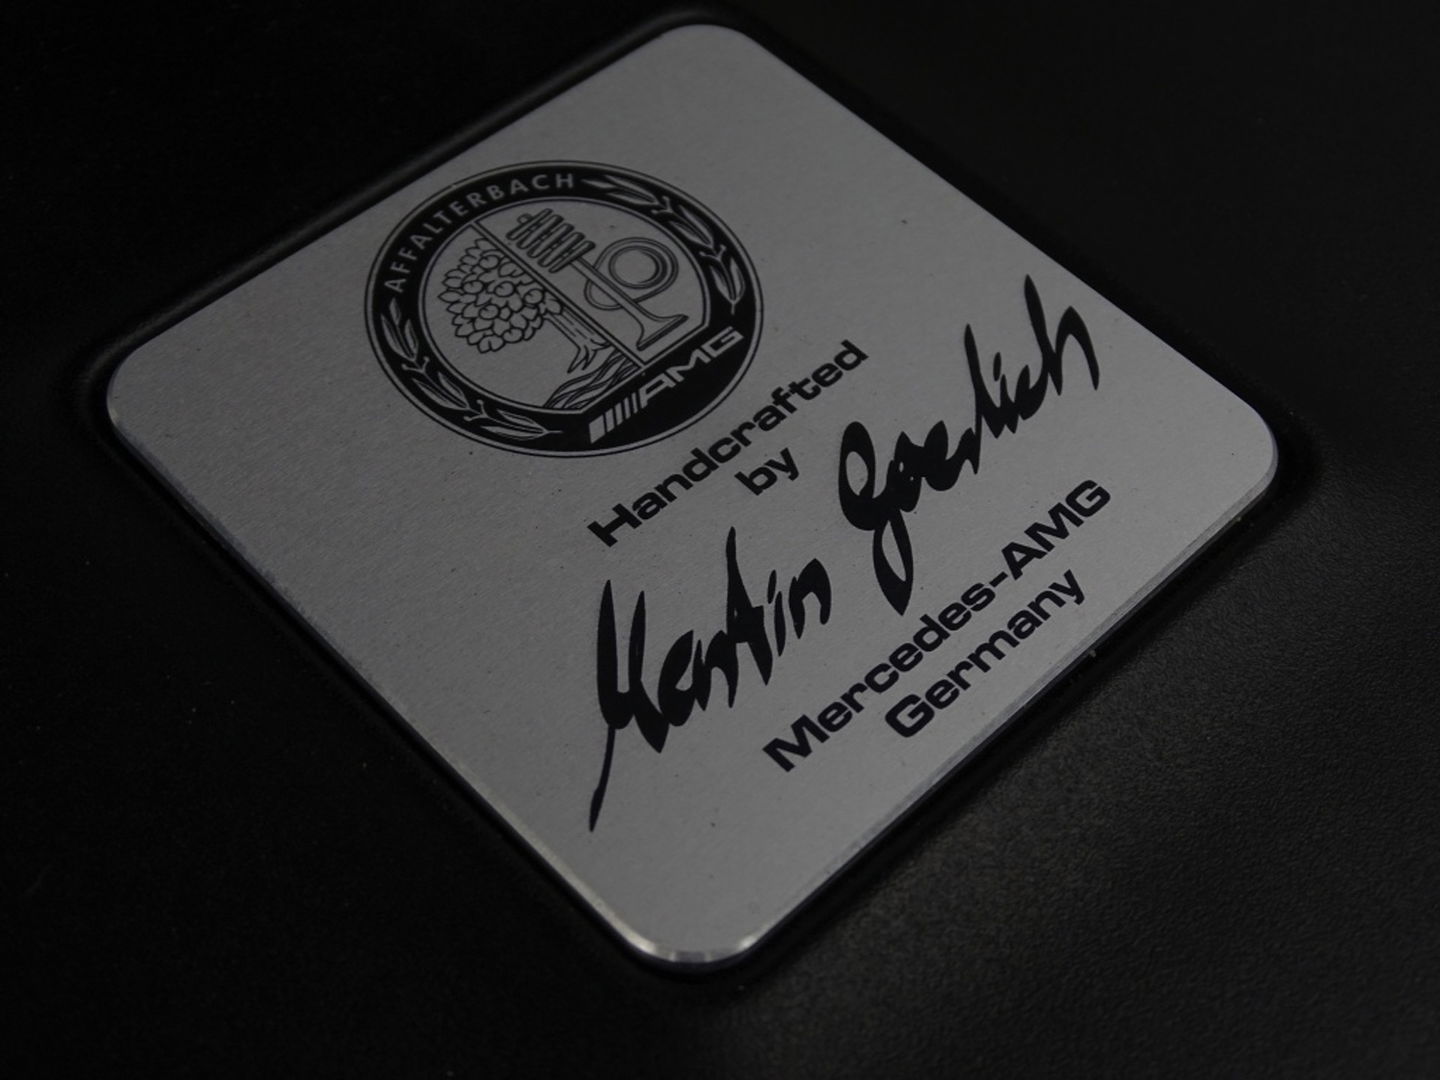 AFFALTERBACH
AMG
Handcrafted
by
Martin Goerlich
Mercedes-AMG
Germany